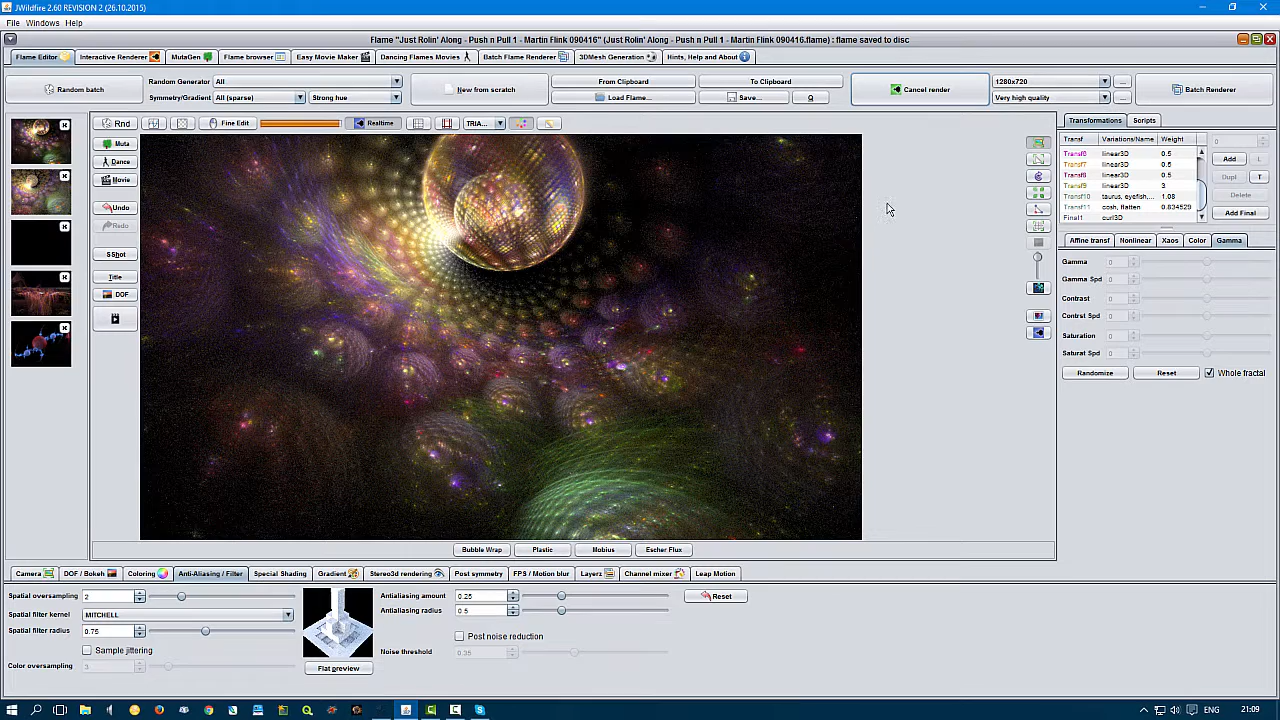 JWildfire 2.60 REVISION 2 (26.10.2015)
File Windows Help
Flame "Just Rolin' Along - Push n Pull 1 - Martin Flink 090416" (Just Rolin' Along - Push n Pull 1 - Martin Flink 090416.flame) : flame saved to disc
Flame Editor Interactive Renderer MutaGen Flame browser Easy Movie Maker Dancing Flames Movies Batch Flame Renderer 3DMesh Generation Hints, Help and About
Random batch
Random Generator All
Symmetry/Gradient All (sparse) Strong hue
New from scratch
From Clipboard To Clipboard
Load Flame... Save... Q
Cancel render
1280x720 ...
Very high quality ...
Batch Renderer
Rnd Fine Edit Realtime TRIA...
Muta
Dance
Movie
Undo
Redo
SShot
Title
DOF
Transformations Scripts
Transf Variations/Name Weight
Transf6 linear3D 0.5
Transf7 linear3D 0.5
Transf8 linear3D 0.5
Transf9 linear3D 3
Transf10 taurus, eyefish,... 1.08
Transf11 cosh, flatten 0.834529
Final1 curl3D
0
Add L
Dupl T
Delete
Add Final
Affine transf Nonlinear Xaos Color Gamma
Gamma 0
Gamma Spd 0
Contrast 0
Contrst Spd 0
Saturation 0
Saturat Spd 0
Randomize Reset Whole fractal
Bubble Wrap Plastic Mobius Escher Flux
Camera DOF / Bokeh Coloring Anti-Aliasing / Filter Special Shading Gradient Stereo3d rendering Post symmetry FPS / Motion blur Layerz Channel mixer Leap Motion
Spatial oversampling 2
Spatial filter kernel MITCHELL
Spatial filter radius 0.75
Sample jittering
Color oversampling 3
Flat preview
Antialiasing amount 0.25
Antialiasing radius 0.5
Post noise reduction
Noise threshold 0.35
Reset
ENG 21:09